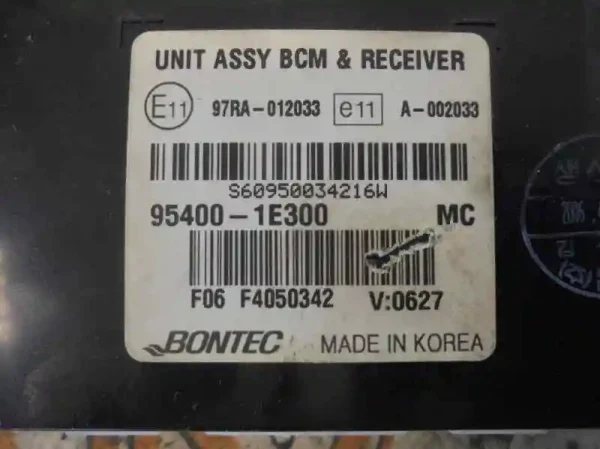 UNIT ASSY BCM & RECEIVER
E11 97RA-012033 e11 A-002033
S60950034216W
95400-1E300 MC
F06 F4050342 V:0627
BONTEC MADE IN KOREA